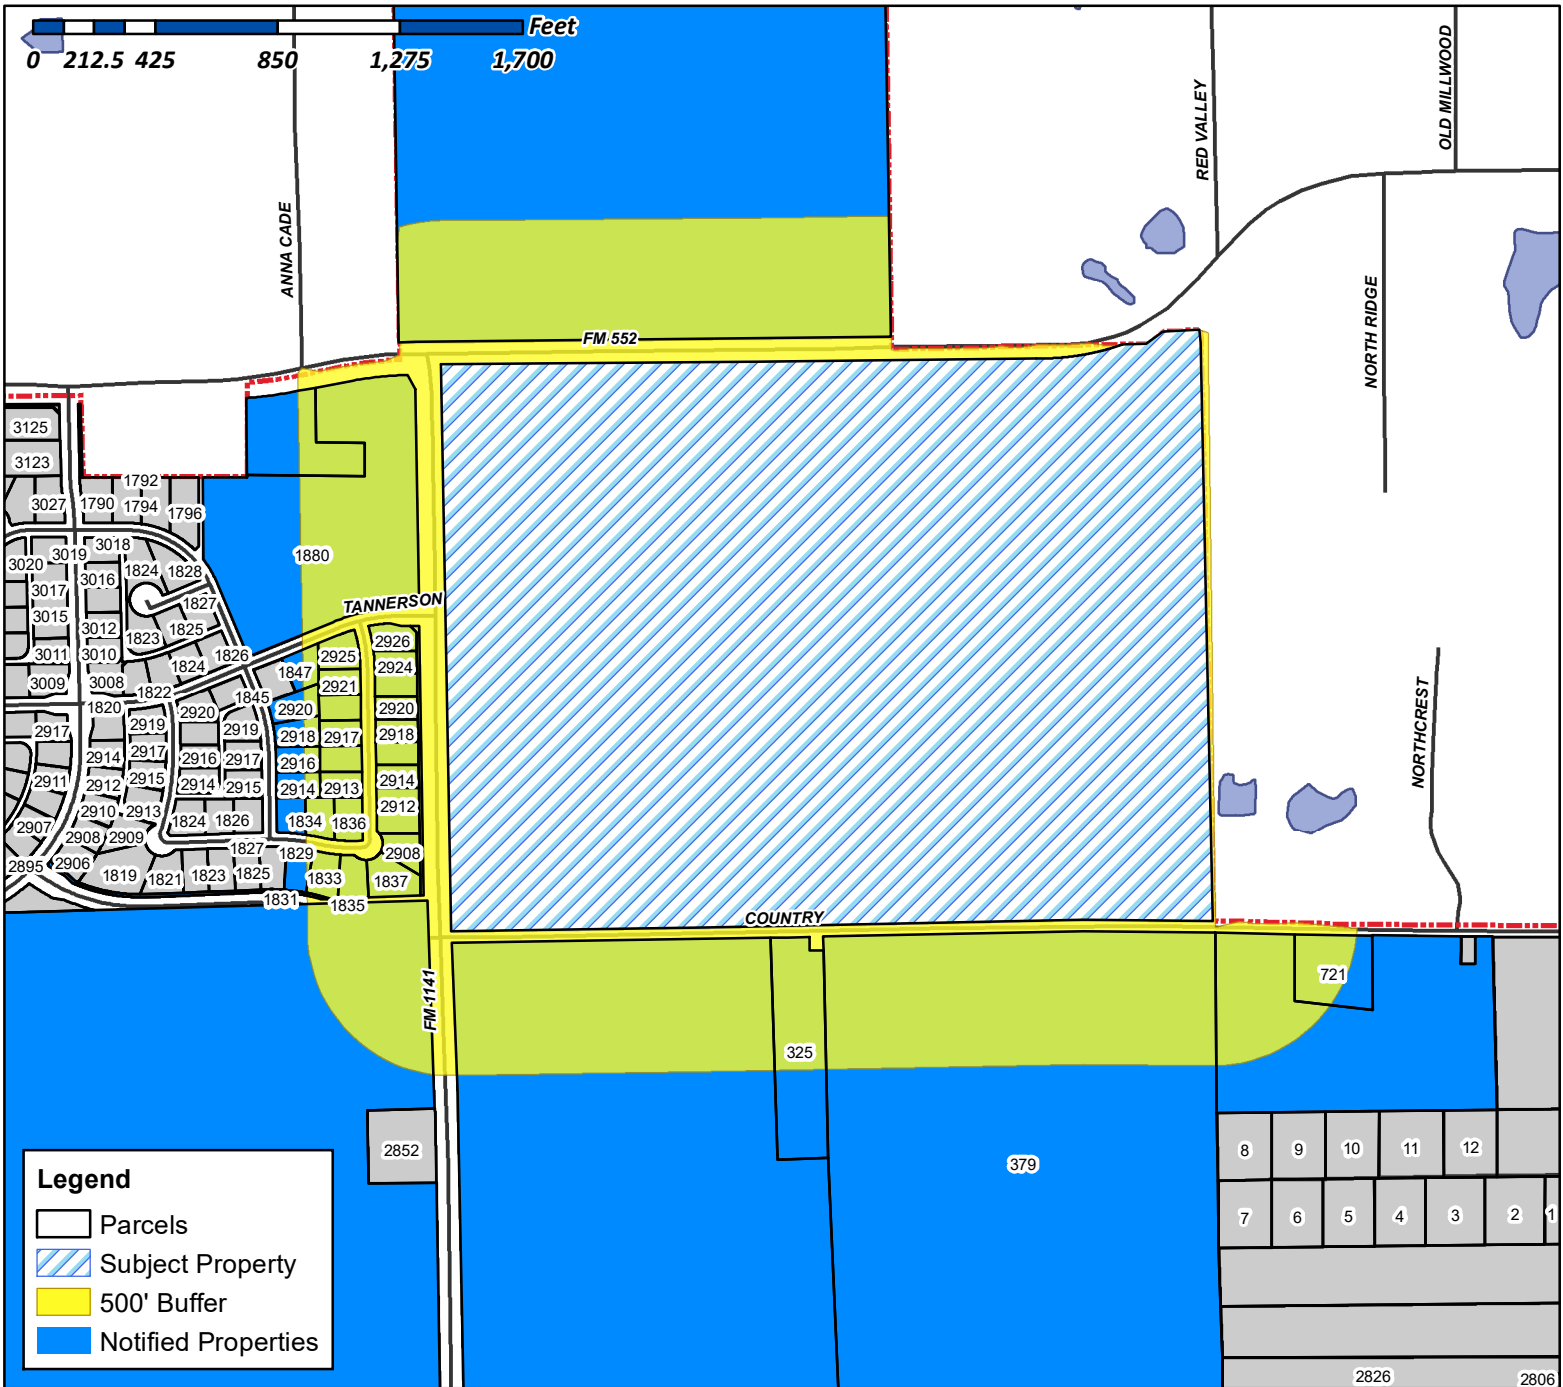 Feet
0 212.5 425 850 1,275 1,700
ANNA CADE
RED VALLEY
OLD MILLWOOD
FM 552
NORTH RIDGE
3125
3123
1792
3027 1790 1794 1796
3018
3019
3020 1824 1828
1880
3016
3017
TANNERSON
1827
3015
3012 1825
1823
2926
3011 3010 1826 2925
2924
1824
1847
3009 3008 2921
1822 1845
1820 2920 2920 2920
2919
2917 2919 2918 2917 2918
NORTHCREST
2917
2914 2916 2917 2916
2911 2915 2914
2912 2914 2915 2914 2913
2912
2910 2913
2907 1824 1826 1834 1836
2908 2909
1827 1829 2908
2895 2906
1819 1821 1823 1825 1833 1837
1831 1835
COUNTRY
FM-1141
721
325
2852
379
8 9 10 11 12
7 6 5 4 3 2 1
2826 2806
Legend
Parcels
Subject Property
500' Buffer
Notified Properties